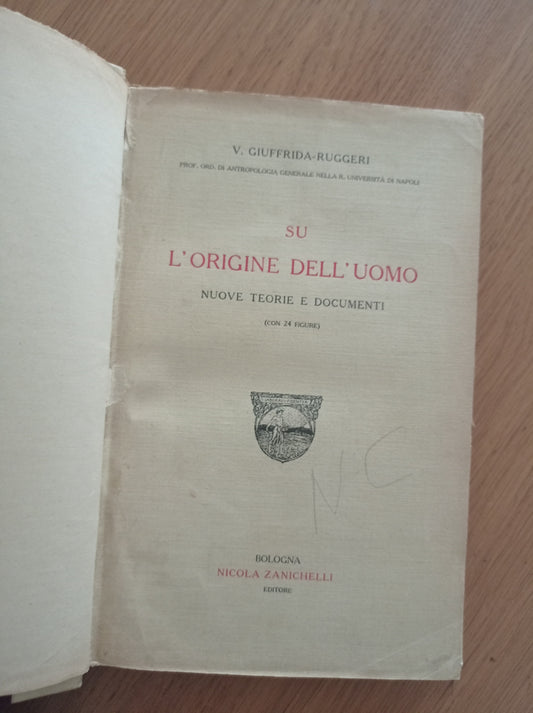 V. GIUFFRIDA-RUGGERI
PROF. ORD. DI ANTROPOLOGIA GENERALE NELLA R. UNIVERSITÀ DI NAPOLI
SU
L'ORIGINE DELL'UOMO
NUOVE TEORIE E DOCUMENTI
(CON 24 FIGURE)
NC
BOLOGNA
NICOLA ZANICHELLI
EDITORE